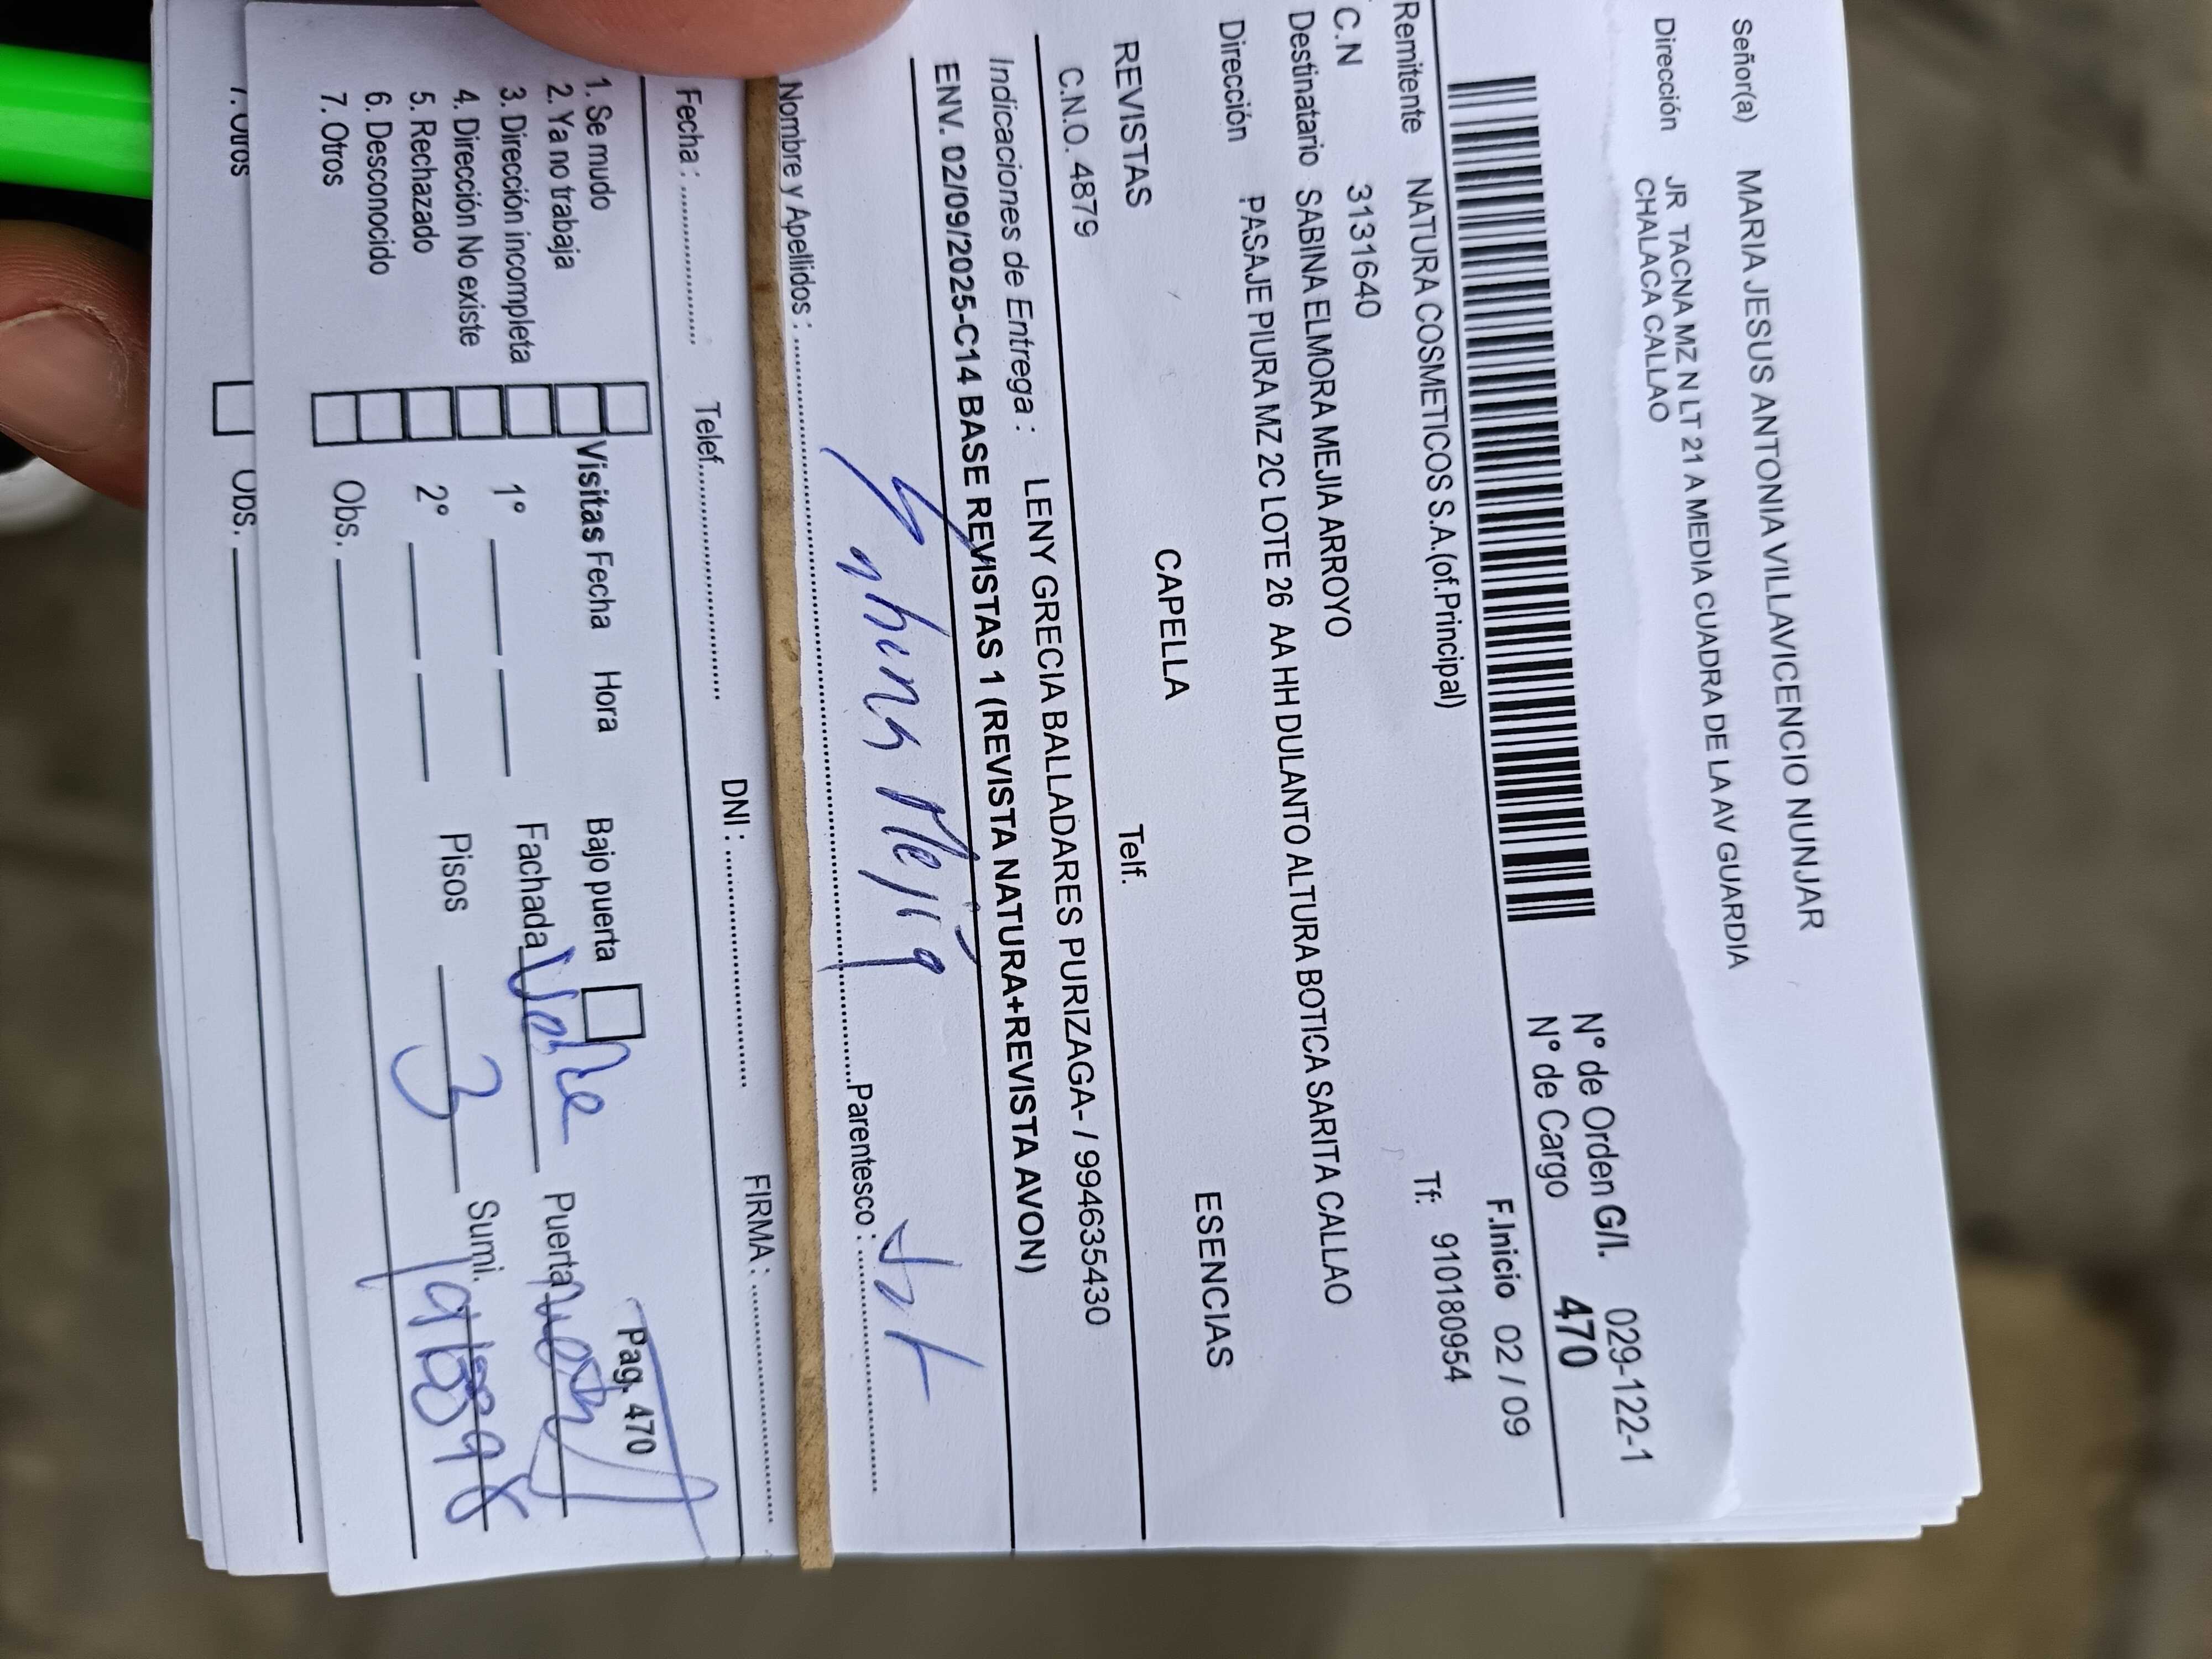 Señor(a) MARIA JESUS ANTONIA VILLAVICENCIO NUNJAR
Dirección JR TACNA MZ N LT 21 A MEDIA CUADRA DE LA AV GUARDIA
CHALACA CALLAO
N° de Orden G/I. 029-122-1
N° de Cargo 470
F.Inicio 02 / 09
Remitente NATURA COSMETICOS S.A.(of.Principal) Tf: 910180954
C.N 3131640
Destinatario SABINA ELMORA MEJIA ARROYO
Dirección PASAJE PIURA MZ 2C LOTE 26 AA HH DULANTO ALTURA BOTICA SARITA CALLAO
REVISTAS CAPELLA ESENCIAS
C.N.O. 4879 Telf.
Indicaciones de Entrega : LENY GRECIA BALLADARES PURIZAGA- / 994635430
ENV. 02/09/2025-C14 BASE REVISTAS 1 (REVISTA NATURA+REVISTA AVON)
Mejia
Nombre y Apellidos : Parentesco :
Fecha : Telef. DNI : FIRMA :
Pag. 470
1. Se mudo Visitas Fecha Hora Bajo puerta
2. Ya no trabaja
3. Dirección incompleta 1° Fachada Puerta
4. Dirección No existe
5. Rechazado 2° Pisos 3 Sumi.
6. Desconocido
7. Otros Obs.
7. Otros Obs.